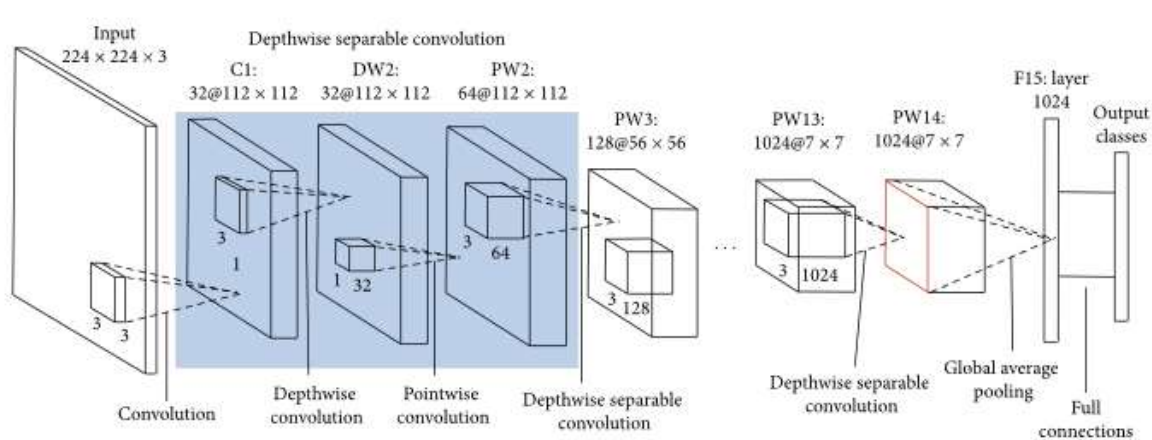 Input
224 × 224 × 3
Depthwise separable convolution
C1:
32@112 × 112
DW2:
32@112 × 112
PW2:
64@112 × 112
PW3:
128@56 × 56
PW13:
1024@7 × 7
PW14:
1024@7 × 7
F15: layer
1024
Output
classes
3
3
3
1
1 32
3
64
3
128
...
3
1024
Convolution
Depthwise
convolution
Pointwise
convolution
Depthwise separable
convolution
Depthwise separable
convolution
Global average
pooling
Full
connections